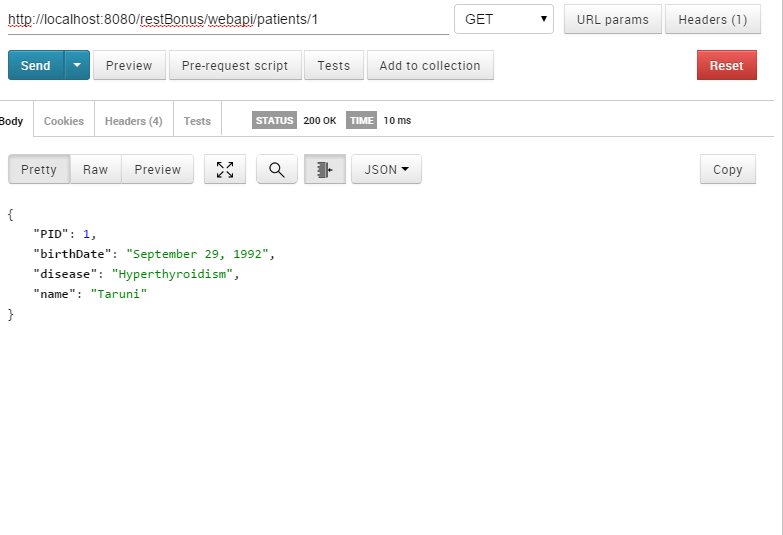 http://localhost:8080/restBonus/webapi/patients/1 GET URL params Headers (1)
Send Preview Pre-request script Tests Add to collection Reset
Body Cookies Headers (4) Tests STATUS 200 OK TIME 10 ms
Pretty Raw Preview JSON Copy
{
"PID": 1,
"birthDate": "September 29, 1992",
"disease": "Hyperthyroidism",
"name": "Taruni"
}